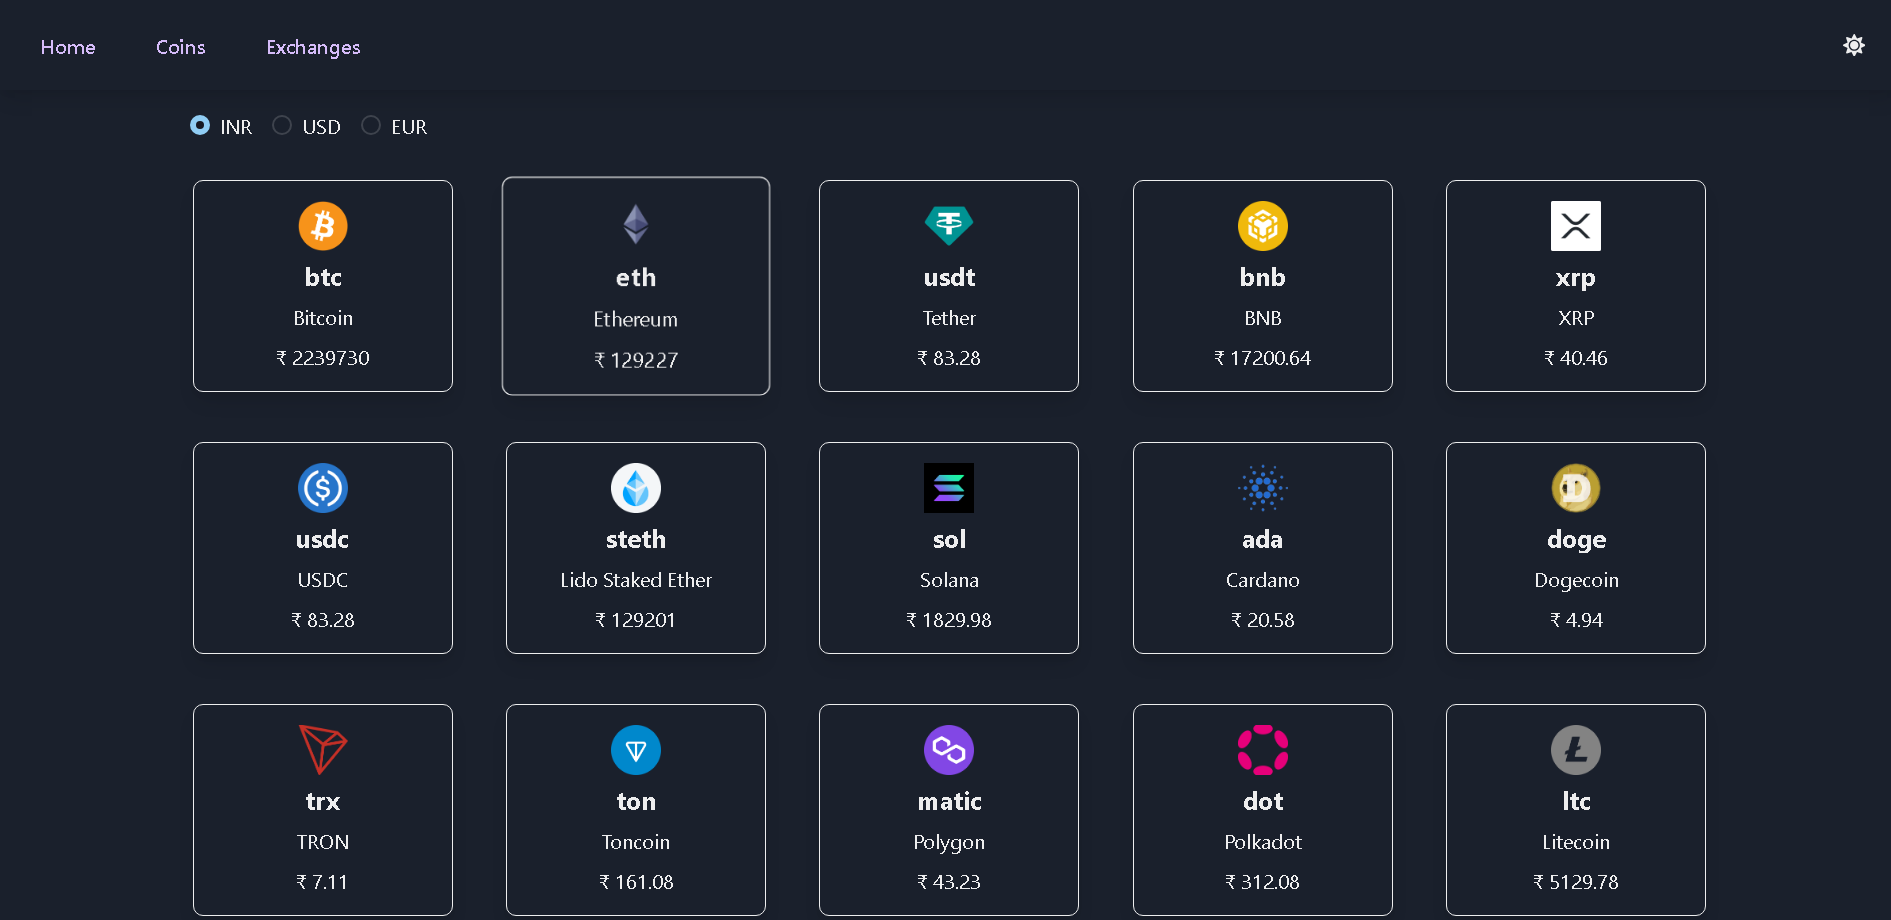 Home Coins Exchanges
INR USD EUR
btc
Bitcoin
₹ 2239730
eth
Ethereum
₹ 129227
usdt
Tether
₹ 83.28
bnb
BNB
₹ 17200.64
xrp
XRP
₹ 40.46
usdc
USDC
₹ 83.28
steth
Lido Staked Ether
₹ 129201
sol
Solana
₹ 1829.98
ada
Cardano
₹ 20.58
doge
Dogecoin
₹ 4.94
trx
TRON
₹ 7.11
ton
Toncoin
₹ 161.08
matic
Polygon
₹ 43.23
dot
Polkadot
₹ 312.08
ltc
Litecoin
₹ 5129.78